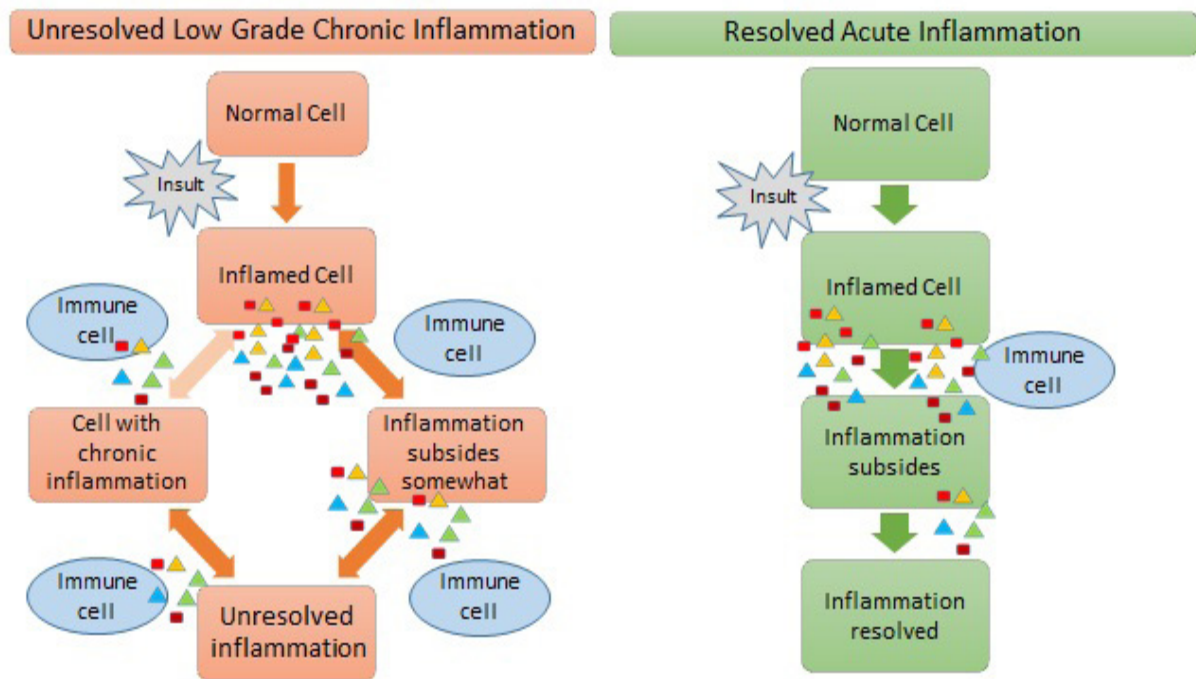 Unresolved Low Grade Chronic Inflammation
Normal Cell
Insult
Inflamed Cell
Immune
cell
Immune
cell
Cell with
chronic
inflammation
Inflammation
subsides
somewhat
Immune
cell
Immune
cell
Unresolved
inflammation
Resolved Acute Inflammation
Normal Cell
Insult
Inflamed Cell
Immune
cell
Inflammation
subsides
Inflammation
resolved